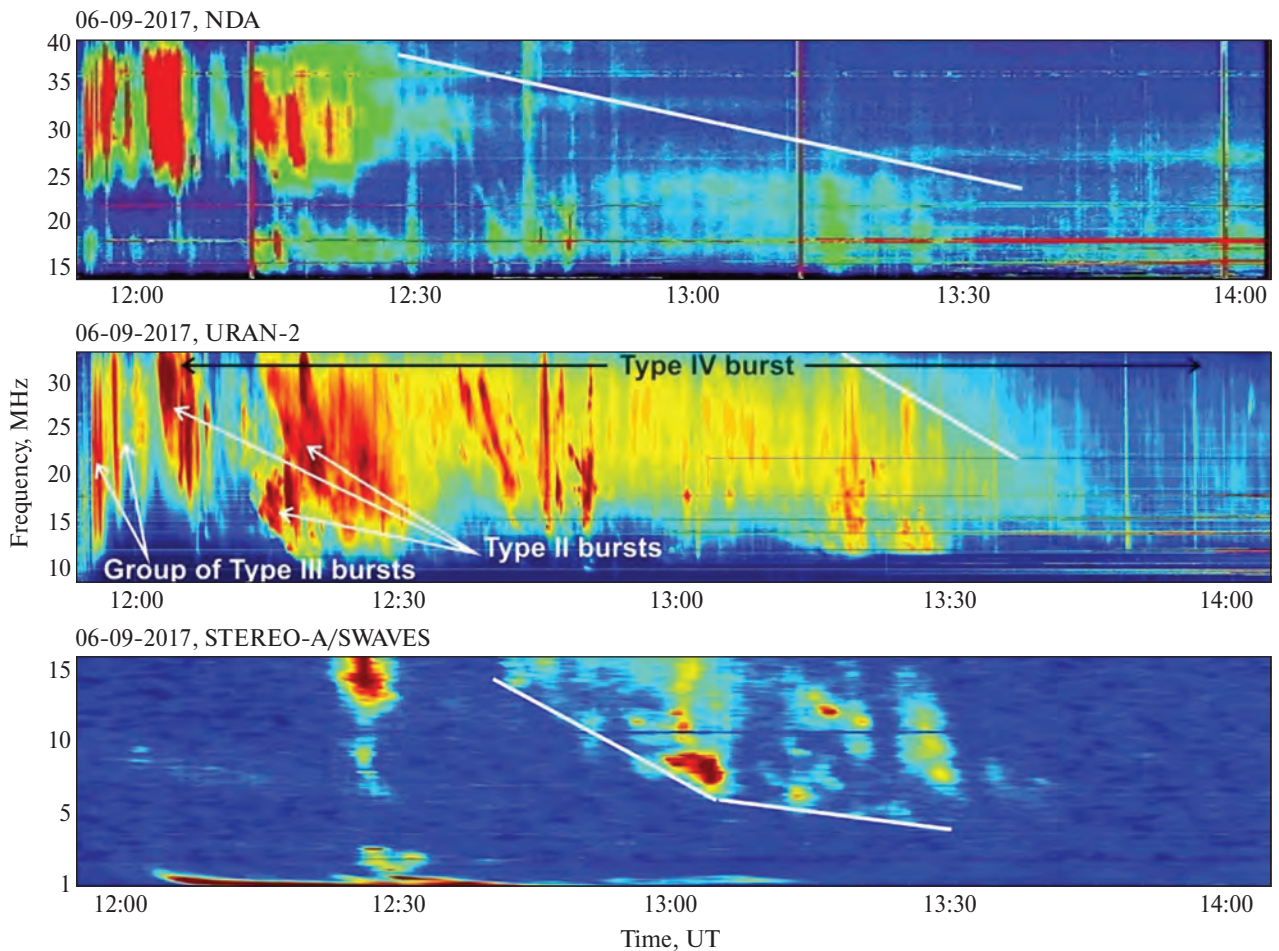 06-09-2017, NDA
40
35
30
25
20
15
12:00 12:30 13:00 13:30 14:00
06-09-2017, URAN-2
Type IV burst
30
25
20
15
10
Type II bursts
Group of Type III bursts
12:00 12:30 13:00 13:30 14:00
Frequency, MHz
06-09-2017, STEREO-A/SWAVES
15
10
5
1
12:00 12:30 13:00 13:30 14:00
Time, UT